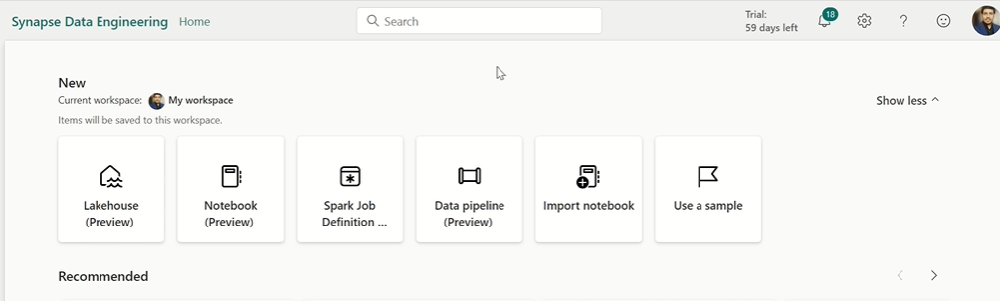 Synapse Data Engineering Home
Search
Trial:
59 days left
18
New
Current workspace: My workspace
Show less
Items will be saved to this workspace.
Lakehouse
(Preview)
Notebook
(Preview)
Spark Job
Definition ...
Data pipeline
(Preview)
Import notebook
Use a sample
Recommended